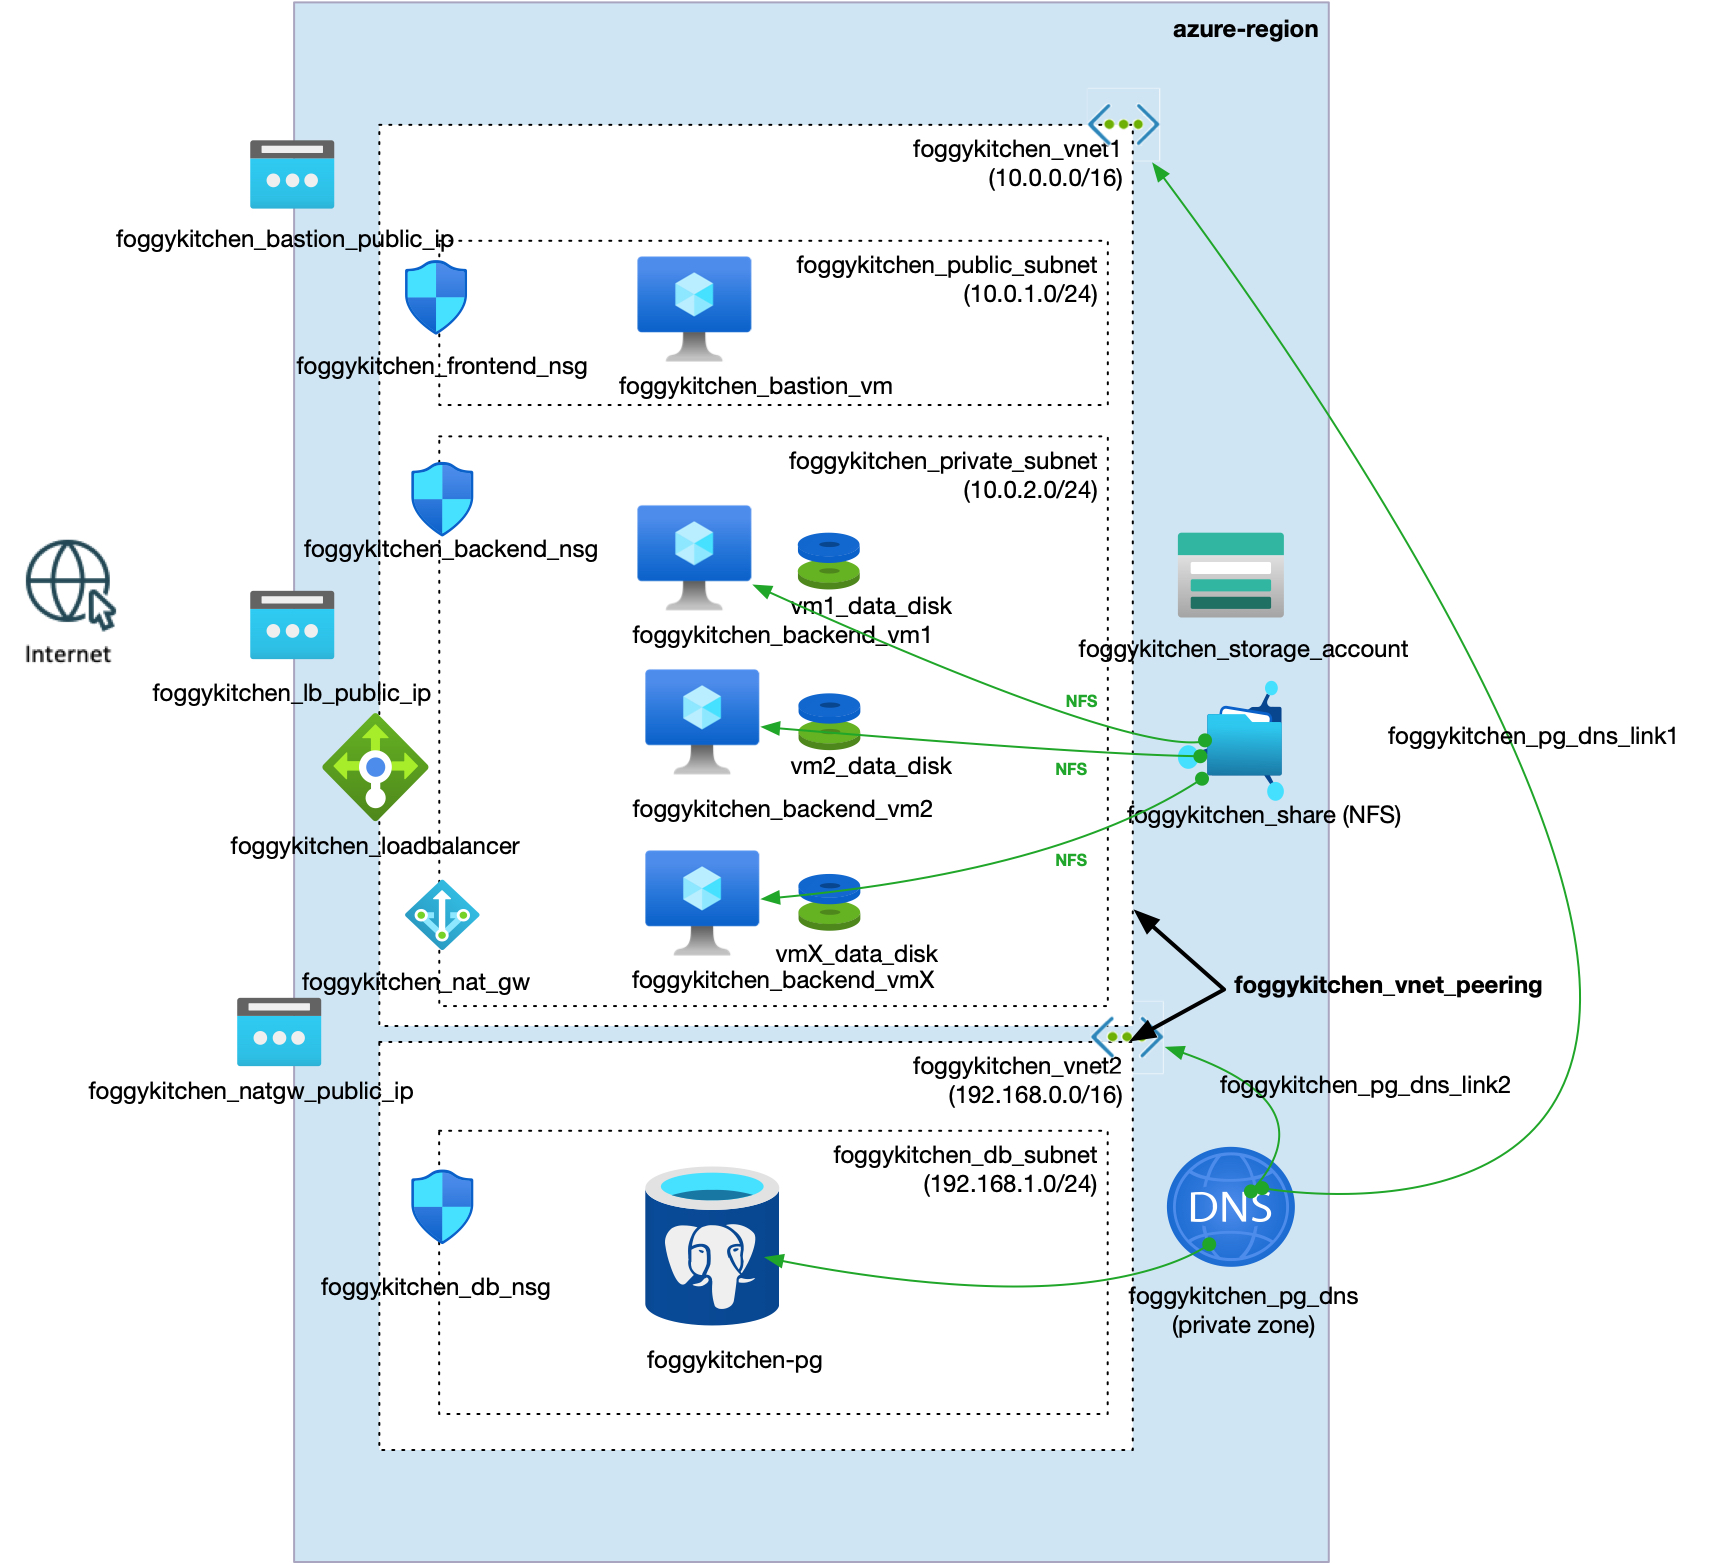 azure-region
foggykitchen_vnet1
(10.0.0.0/16)
foggykitchen_bastion_public_ip
foggykitchen_public_subnet
(10.0.1.0/24)
foggykitchen_frontend_nsg
foggykitchen_bastion_vm
foggykitchen_private_subnet
(10.0.2.0/24)
foggykitchen_backend_nsg
vm1_data_disk
foggykitchen_backend_vm1
Internet
foggykitchen_storage_account
foggykitchen_lb_public_ip
NFS
foggykitchen_pg_dns_link1
vm2_data_disk
NFS
foggykitchen_backend_vm2
foggykitchen_share (NFS)
foggykitchen_loadbalancer
NFS
vmX_data_disk
foggykitchen_backend_vmX
foggykitchen_nat_gw
foggykitchen_vnet_peering
foggykitchen_natgw_public_ip
foggykitchen_vnet2
(192.168.0.0/16)
foggykitchen_pg_dns_link2
foggykitchen_db_subnet
(192.168.1.0/24)
DNS
foggykitchen_db_nsg
foggykitchen_pg_dns
(private zone)
foggykitchen-pg